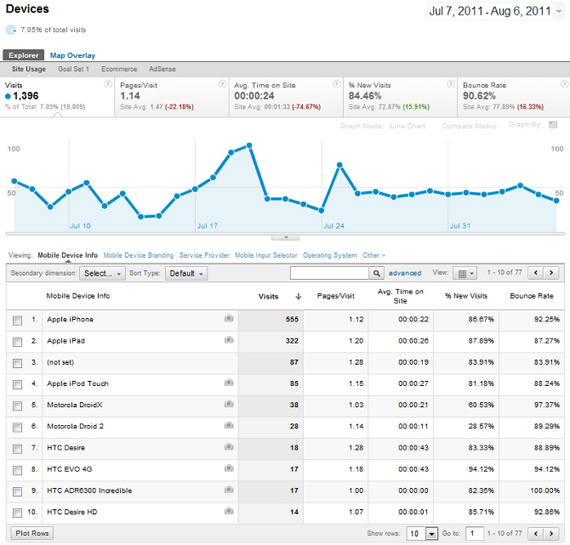 Devices
Jul 7, 2011 - Aug 6, 2011
7.05% of total visits
Explorer Map Overlay
Site Usage Goal Set 1 Ecommerce AdSense
Visits Pages/Visit Avg. Time on Site % New Visits Bounce Rate
1,396 1.14 00:00:24 84.46% 90.62%
% of Total: 7.05% (19,809) Site Avg: 1.47 (-22.18%) Site Avg: 00:01:33 (-74.67%) Site Avg: 72.87% (15.91%) Site Avg: 77.89% (16.33%)
Graph Mode: Line Chart Compare Metric Graph By:
100 100
50 50
Jul 10 Jul 17 Jul 24 Jul 31
Viewing: Mobile Device Info Mobile Device Branding Service Provider Mobile Input Selector Operating System Other
Secondary dimension: Select... Sort Type: Default advanced View: 1 - 10 of 77
Mobile Device Info Visits Pages/Visit Avg. Time on Site % New Visits Bounce Rate
1. Apple iPhone 555 1.12 00:00:22 86.67% 92.25%
2. Apple iPad 322 1.20 00:00:26 87.89% 87.27%
3. (not set) 87 1.28 00:00:19 83.91% 83.91%
4. Apple iPod Touch 85 1.15 00:00:27 81.18% 88.24%
5. Motorola DroidX 38 1.03 00:00:21 60.53% 97.37%
6. Motorola Droid 2 28 1.14 00:00:11 28.57% 89.29%
7. HTC Desire 18 1.28 00:00:43 83.33% 88.89%
8. HTC EVO 4G 17 1.18 00:00:43 94.12% 94.12%
9. HTC ADR6300 Incredible 17 1.00 00:00:00 82.35% 100.00%
10. HTC Desire HD 14 1.07 00:00:01 85.71% 92.86%
Plot Rows Show rows: 10 Go to: 1 1 - 10 of 77